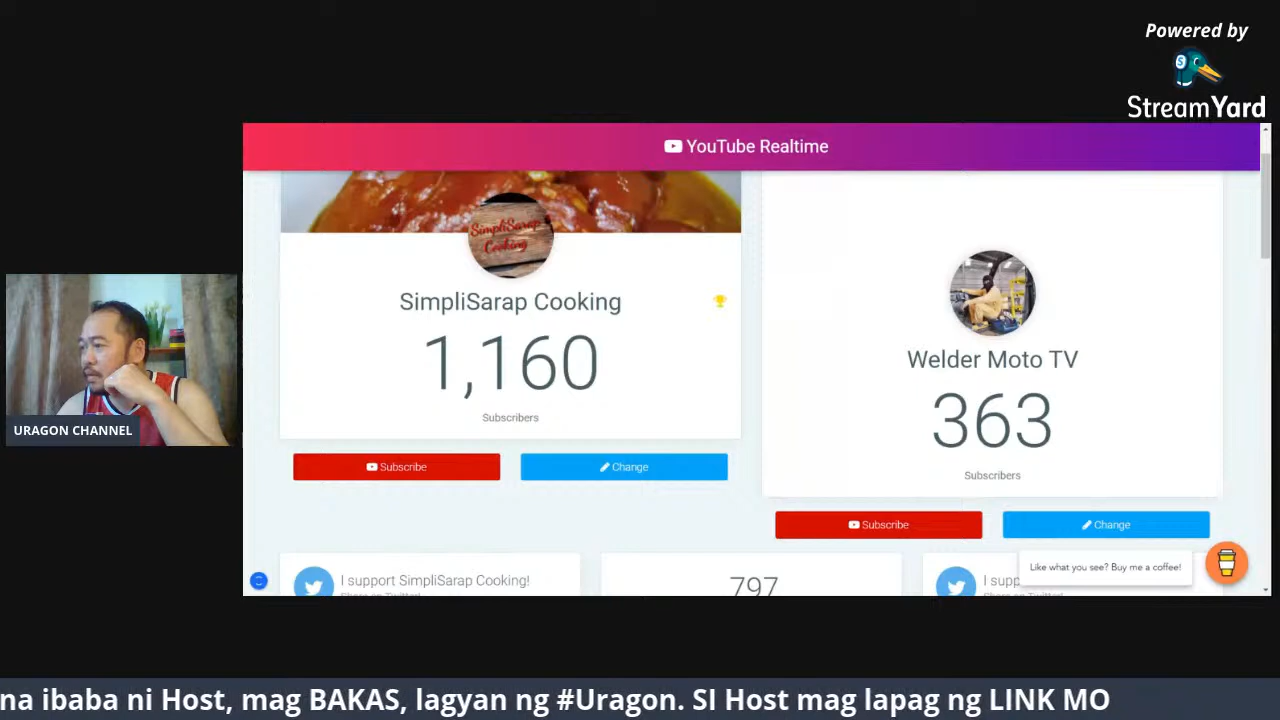 Powered by
StreamYard
YouTube Realtime
SimpliSarap
Cooking
SimpliSarap Cooking
1,160
Subscribers
Subscribe
Change
Welder Moto TV
363
Subscribers
Subscribe
Change
URAGON CHANNEL
I support SimpliSarap Cooking!
797
I supp
Like what you see? Buy me a coffee!
na ibaba ni Host, mag BAKAS, lagyan ng #Uragon. SI Host mag lapag ng LINK MO